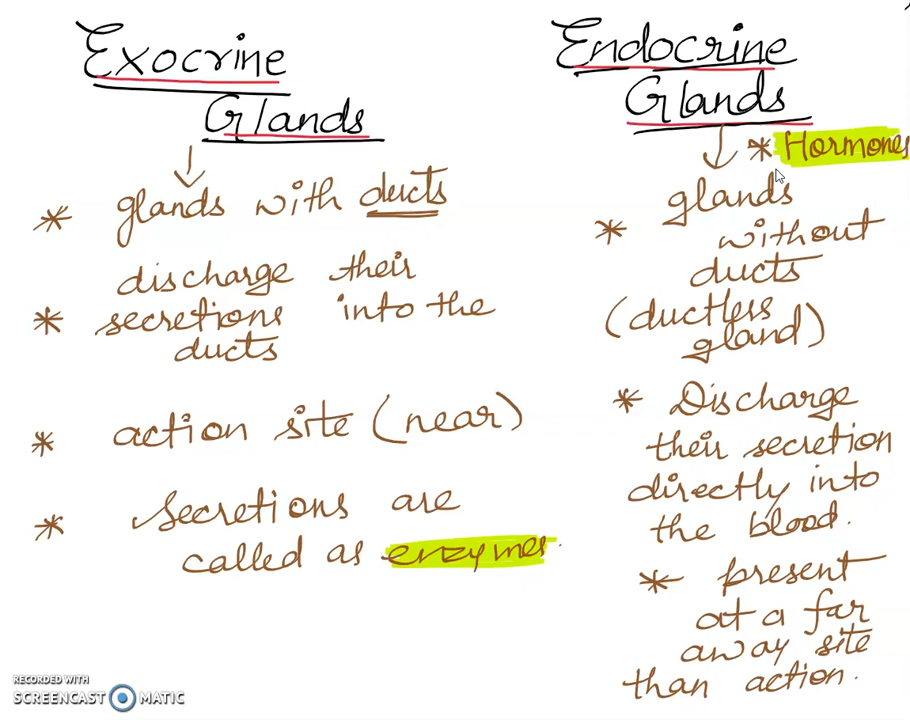 Exocrine
Glands
* glands with ducts
discharge their
* secretions into the
ducts
* action site (near)
* Secretions are
called as enzymes.
Endocrine
Glands
* Hormones
glands
* without
ducts
(ductless
gland)
* Discharge
their secretion
directly into
the blood.
* present
at a far
away site
than action.
RECORDED WITH
SCREENCAST MATIC